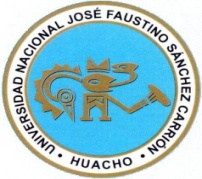 UNIVERSIDAD NACIONAL JOSÉ FAUSTINO SÁNCHEZ CARRIÓN
• HUACHO •